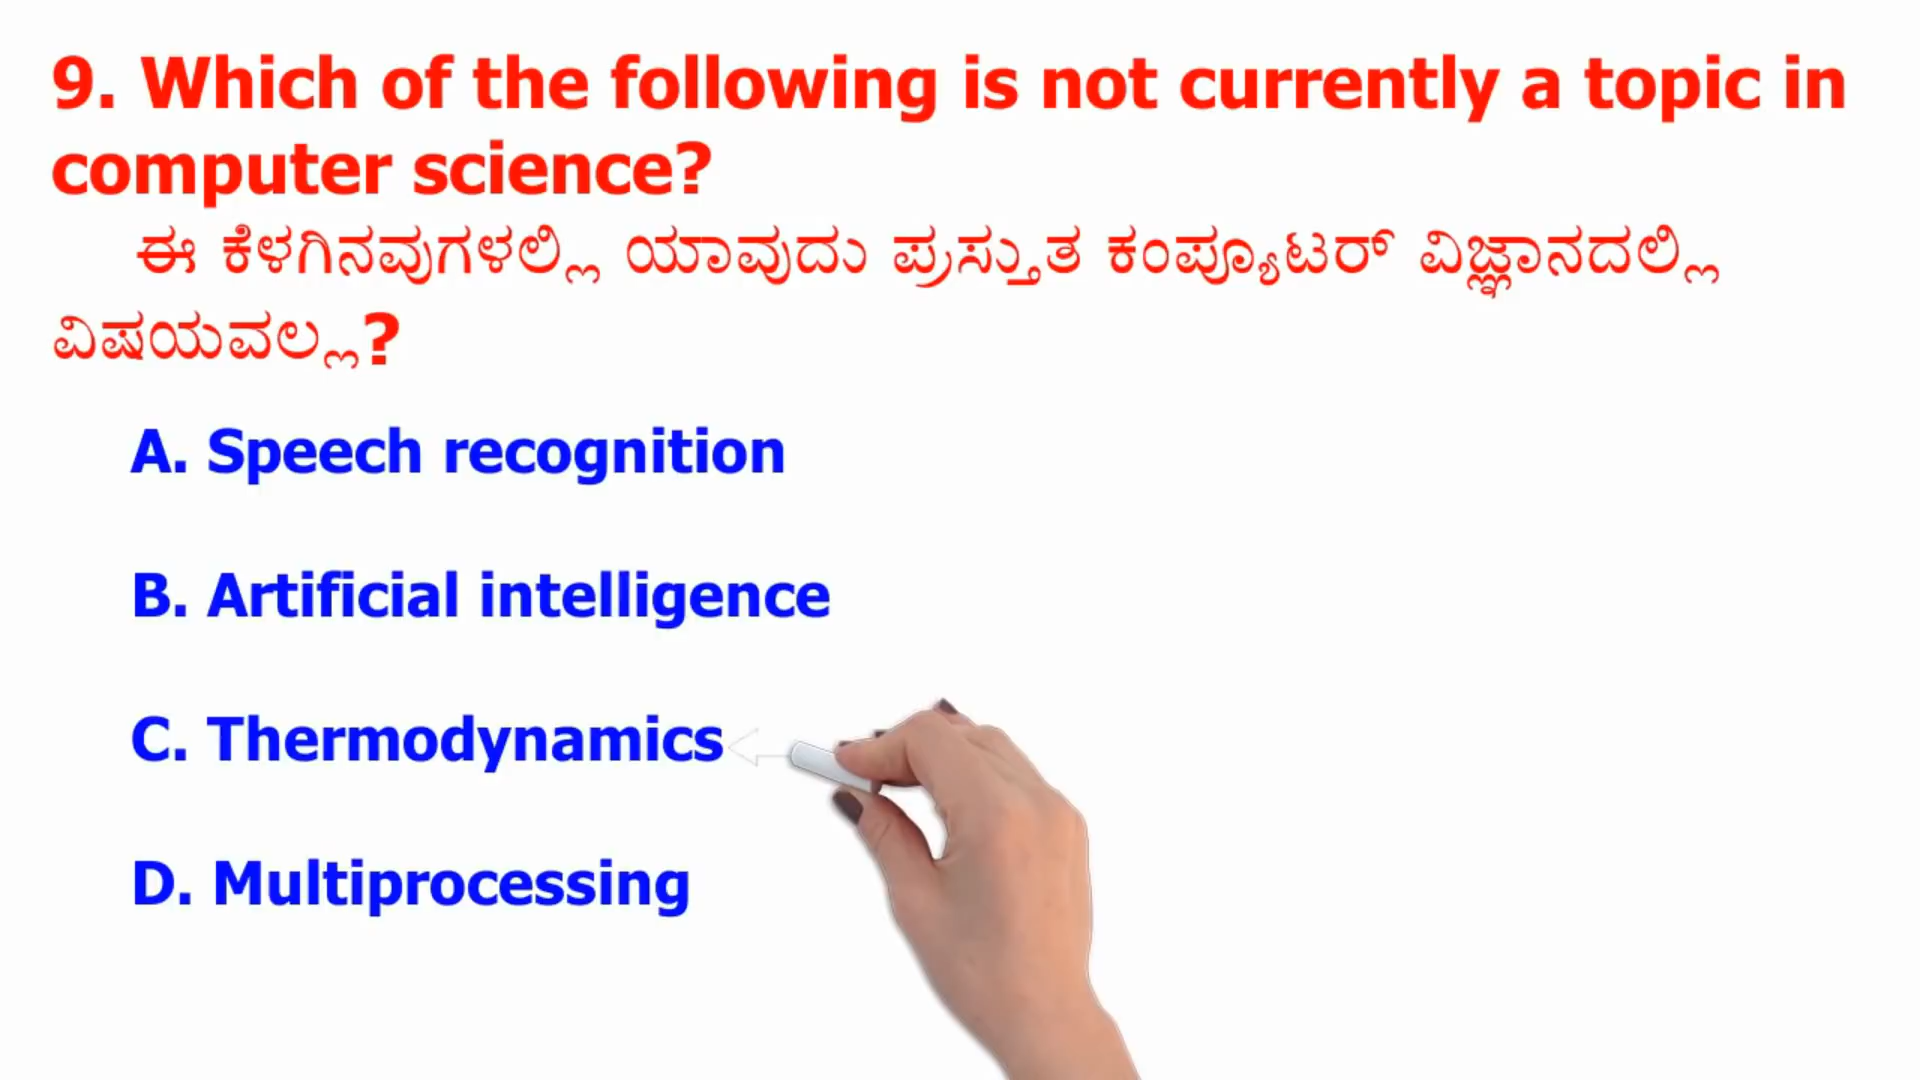 9. Which of the following is not currently a topic in
computer science?
ಈ ಕೆಳಗಿನವುಗಳಲ್ಲಿ ಯಾವುದು ಪ್ರಸ್ತುತ ಕಂಪ್ಯೂಟರ್ ವಿಜ್ಞಾನದಲ್ಲಿ
ವಿಷಯವಲ್ಲ?
A. Speech recognition
B. Artificial intelligence
C. Thermodynamics
D. Multiprocessing